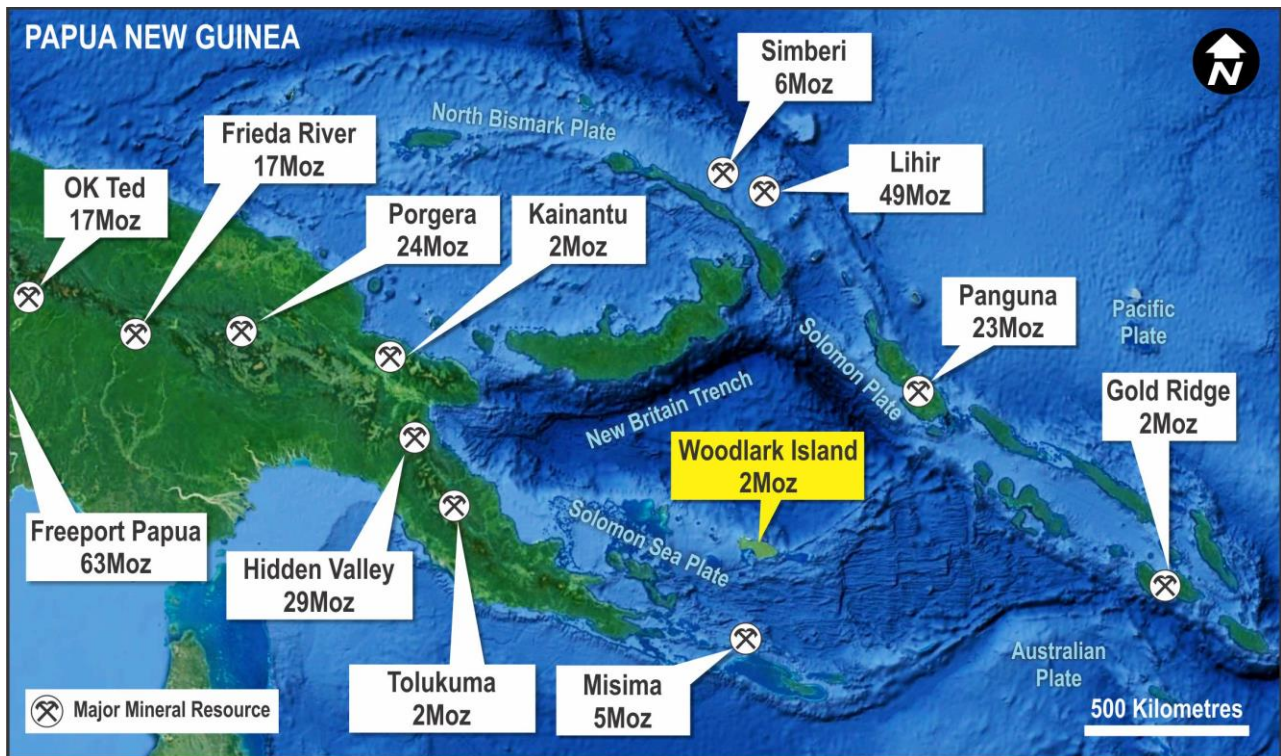 PAPUA NEW GUINEA
N
Simberi
6Moz
North Bismark Plate
Frieda River
17Moz
Lihir
49Moz
OK Ted
17Moz
Porgera
24Moz
Kainantu
2Moz
Panguna
23Moz
Pacific
Plate
Solomon Plate
Gold Ridge
2Moz
New Britain Trench
Woodlark Island
2Moz
Freeport Papua
63Moz
Solomon Sea Plate
Hidden Valley
29Moz
Tolukuma
2Moz
Misima
5Moz
Australian
Plate
Major Mineral Resource
500 Kilometres